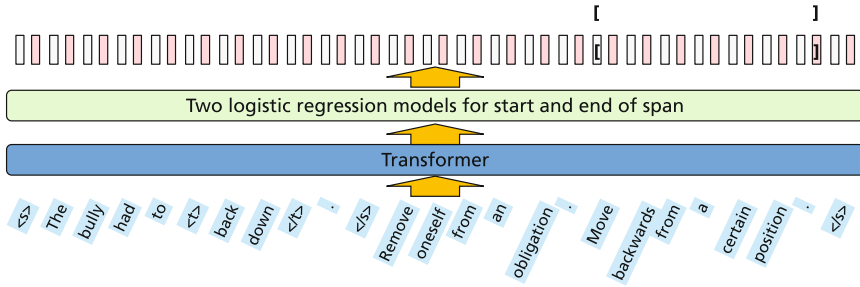 [ ]
[ ]
Two logistic regression models for start and end of span
Transformer
<s> The bully had to <t> back down </t> . </s> Remove oneself from an obligation . Move backwards from a certain position . </s>